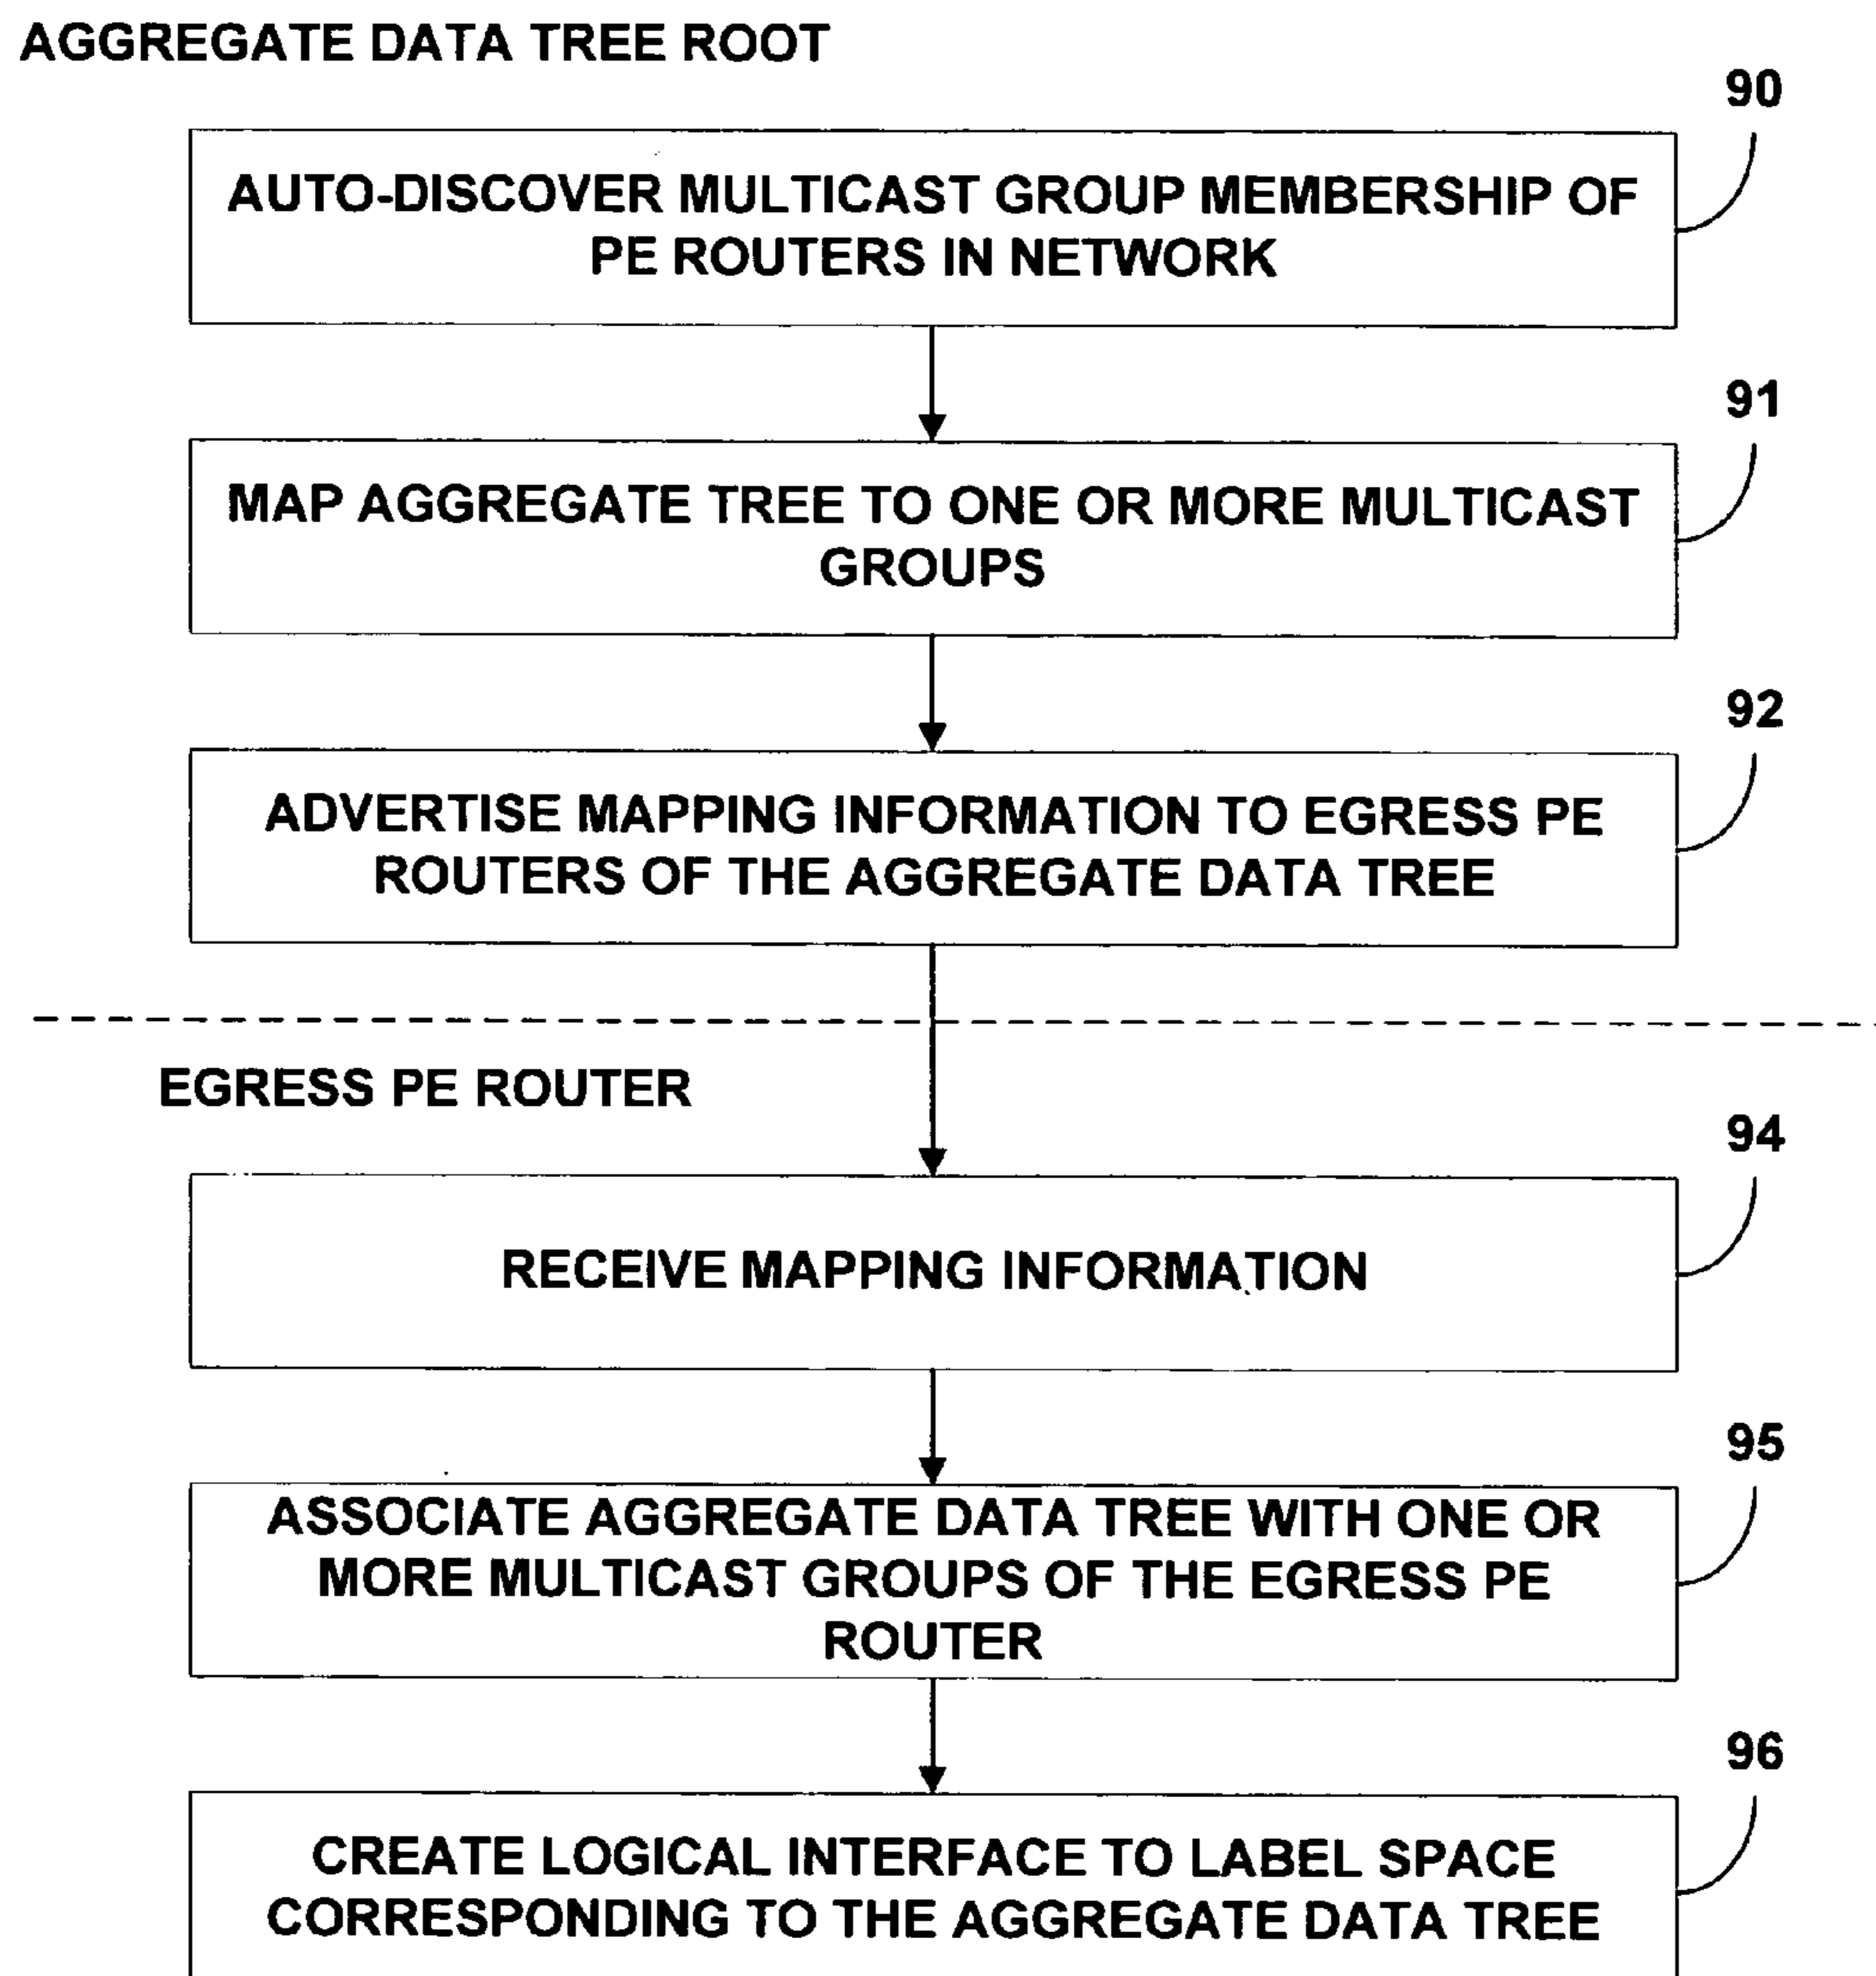 AGGREGATE DATA TREE ROOT
90
AUTO-DISCOVER MULTICAST GROUP MEMBERSHIP OF
PE ROUTERS IN NETWORK
91
MAP AGGREGATE TREE TO ONE OR MORE MULTICAST
GROUPS
92
ADVERTISE MAPPING INFORMATION TO EGRESS PE
ROUTERS OF THE AGGREGATE DATA TREE
EGRESS PE ROUTER
94
RECEIVE MAPPING INFORMATION
95
ASSOCIATE AGGREGATE DATA TREE WITH ONE OR
MORE MULTICAST GROUPS OF THE EGRESS PE
ROUTER
96
CREATE LOGICAL INTERFACE TO LABEL SPACE
CORRESPONDING TO THE AGGREGATE DATA TREE